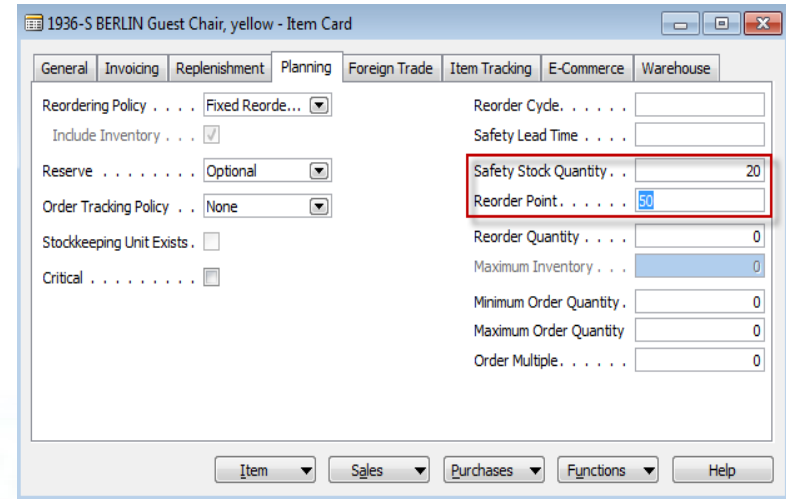 1936-S BERLIN Guest Chair, yellow - Item Card
General Invoicing Replenishment Planning Foreign Trade Item Tracking E-Commerce Warehouse
Reordering Policy . . . . Fixed Reorde...
Include Inventory . . .
Reserve . . . . . . . . Optional
Order Tracking Policy . . None
Stockkeeping Unit Exists .
Critical . . . . . . . . .
Reorder Cycle. . . . . .
Safety Lead Time . . . .
Safety Stock Quantity . . 20
Reorder Point. . . . . . 50
Reorder Quantity . . . . 0
Maximum Inventory . . . 0
Minimum Order Quantity . 0
Maximum Order Quantity 0
Order Multiple. . . . . . 0
Item Sales Purchases Functions Help